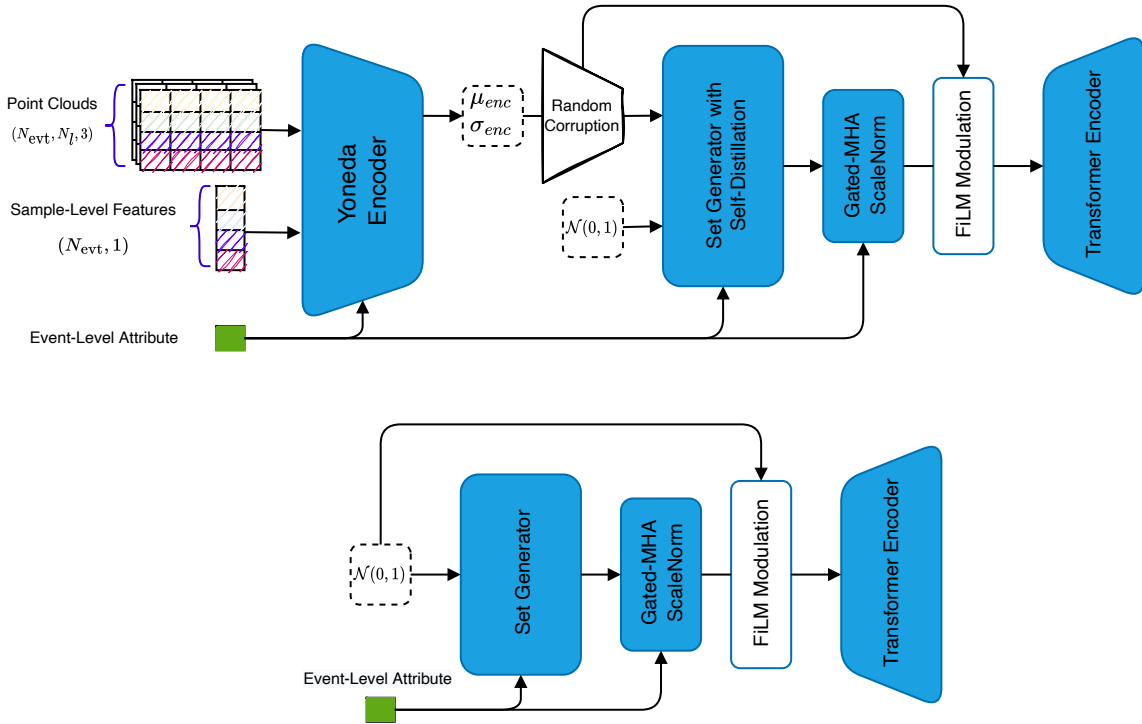 Point Clouds
(N_evt, N_l, 3)
Sample-Level Features
(N_evt, 1)
Event-Level Attribute
Yoneda
Encoder
μ_enc
σ_enc
Random
Corruption
𝒩(0, 1)
Set Generator with
Self-Distillation
Gated-MHA
ScaleNorm
FiLM Modulation
Transformer Encoder
𝒩(0, 1)
Set Generator
Gated-MHA
ScaleNorm
FiLM Modulation
Transformer Encoder
Event-Level Attribute